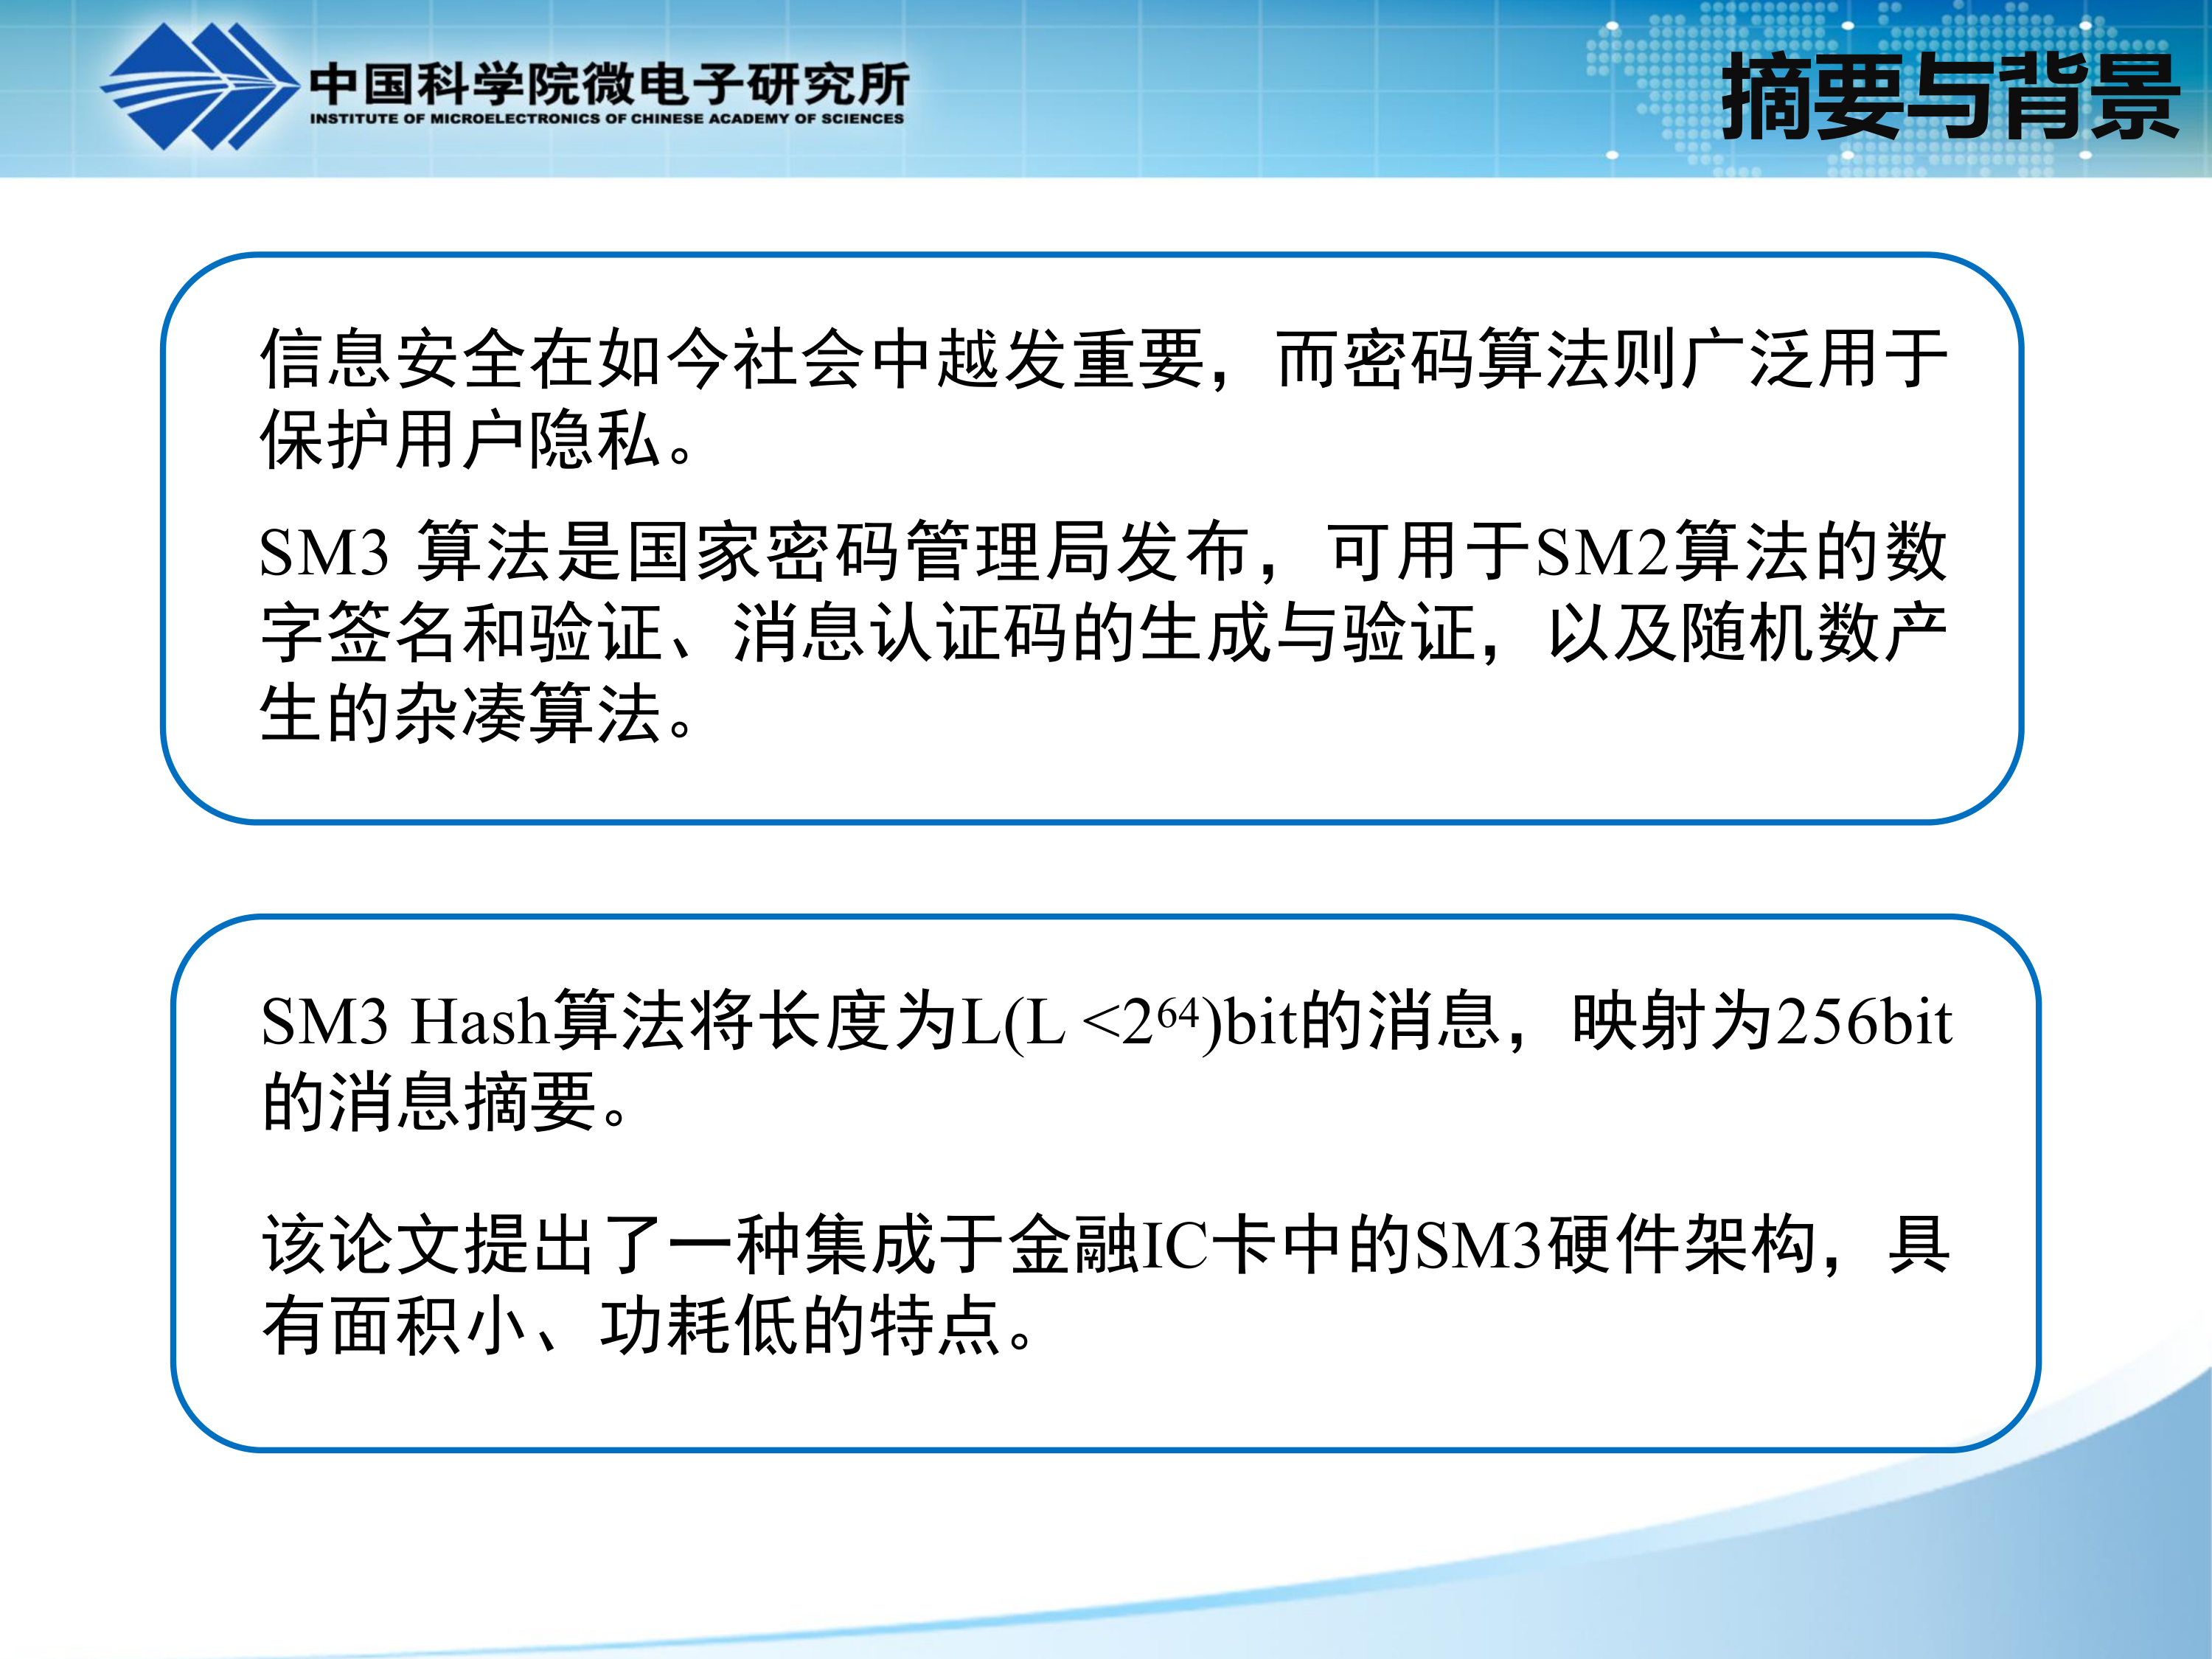 中国科学院微电子研究所
INSTITUTE OF MICROELECTRONICS OF CHINESE ACADEMY OF SCIENCES
摘要与背景
信息安全在如今社会中越发重要，而密码算法则广泛用于
保护用户隐私。
SM3 算法是国家密码管理局发布，可用于SM2算法的数
字签名和验证、消息认证码的生成与验证，以及随机数产
生的杂凑算法。
SM3 Hash算法将长度为L(L <2⁶⁴)bit的消息，映射为256bit
的消息摘要。
该论文提出了一种集成于金融IC卡中的SM3硬件架构，具
有面积小、功耗低的特点。